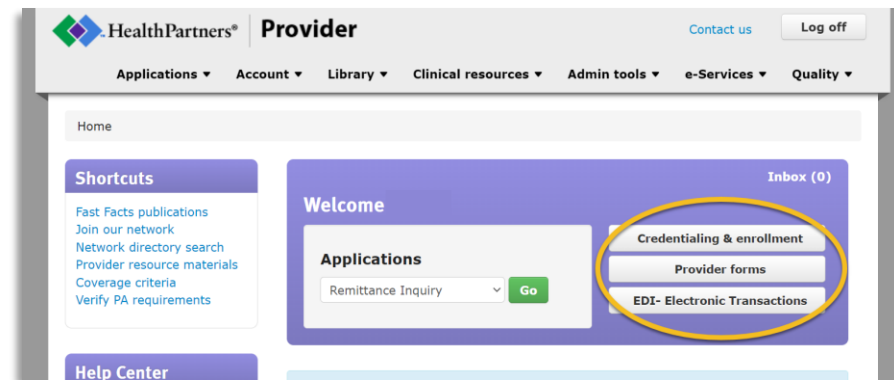 HealthPartners® Provider
Contact us
Log off
Applications ▾ Account ▾ Library ▾ Clinical resources ▾ Admin tools ▾ e-Services ▾ Quality ▾
Home
Shortcuts
Fast Facts publications
Join our network
Network directory search
Provider resource materials
Coverage criteria
Verify PA requirements
Help Center
Inbox (0)
Welcome
Applications
Remittance Inquiry
Go
Credentialing & enrollment
Provider forms
EDI- Electronic Transactions